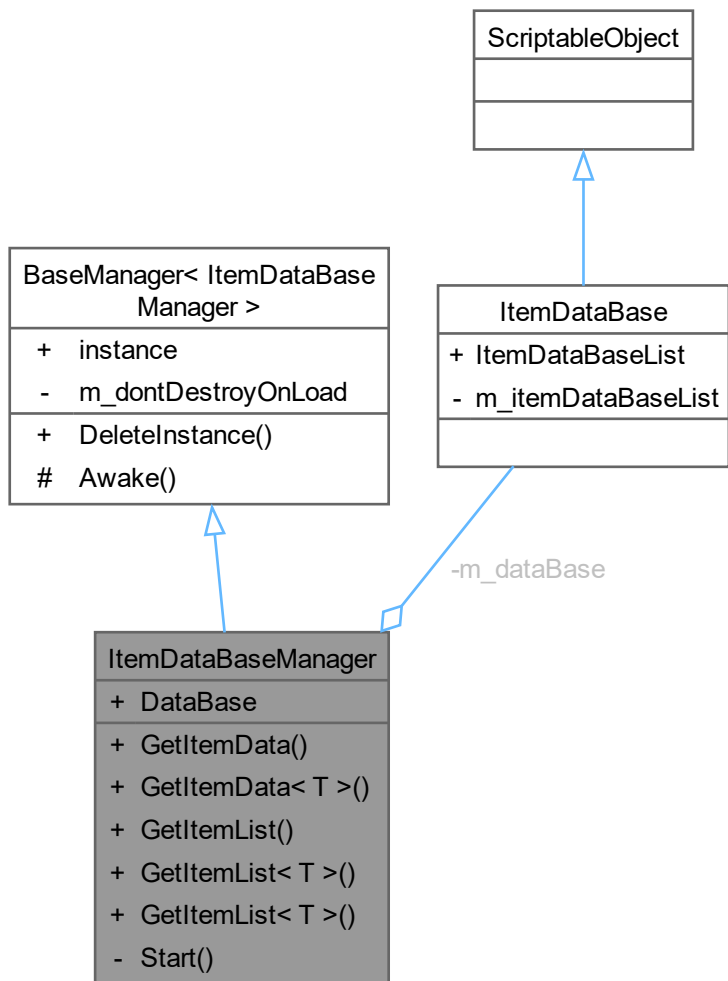 ScriptableObject
BaseManager< ItemDataBase
Manager >
+ instance
- m_dontDestroyOnLoad
+ DeleteInstance()
# Awake()
ItemDataBase
+ ItemDataBaseList
- m_itemDataBaseList
-m_dataBase
ItemDataBaseManager
+ DataBase
+ GetItemData()
+ GetItemData< T >()
+ GetItemList()
+ GetItemList< T >()
+ GetItemList< T >()
- Start()